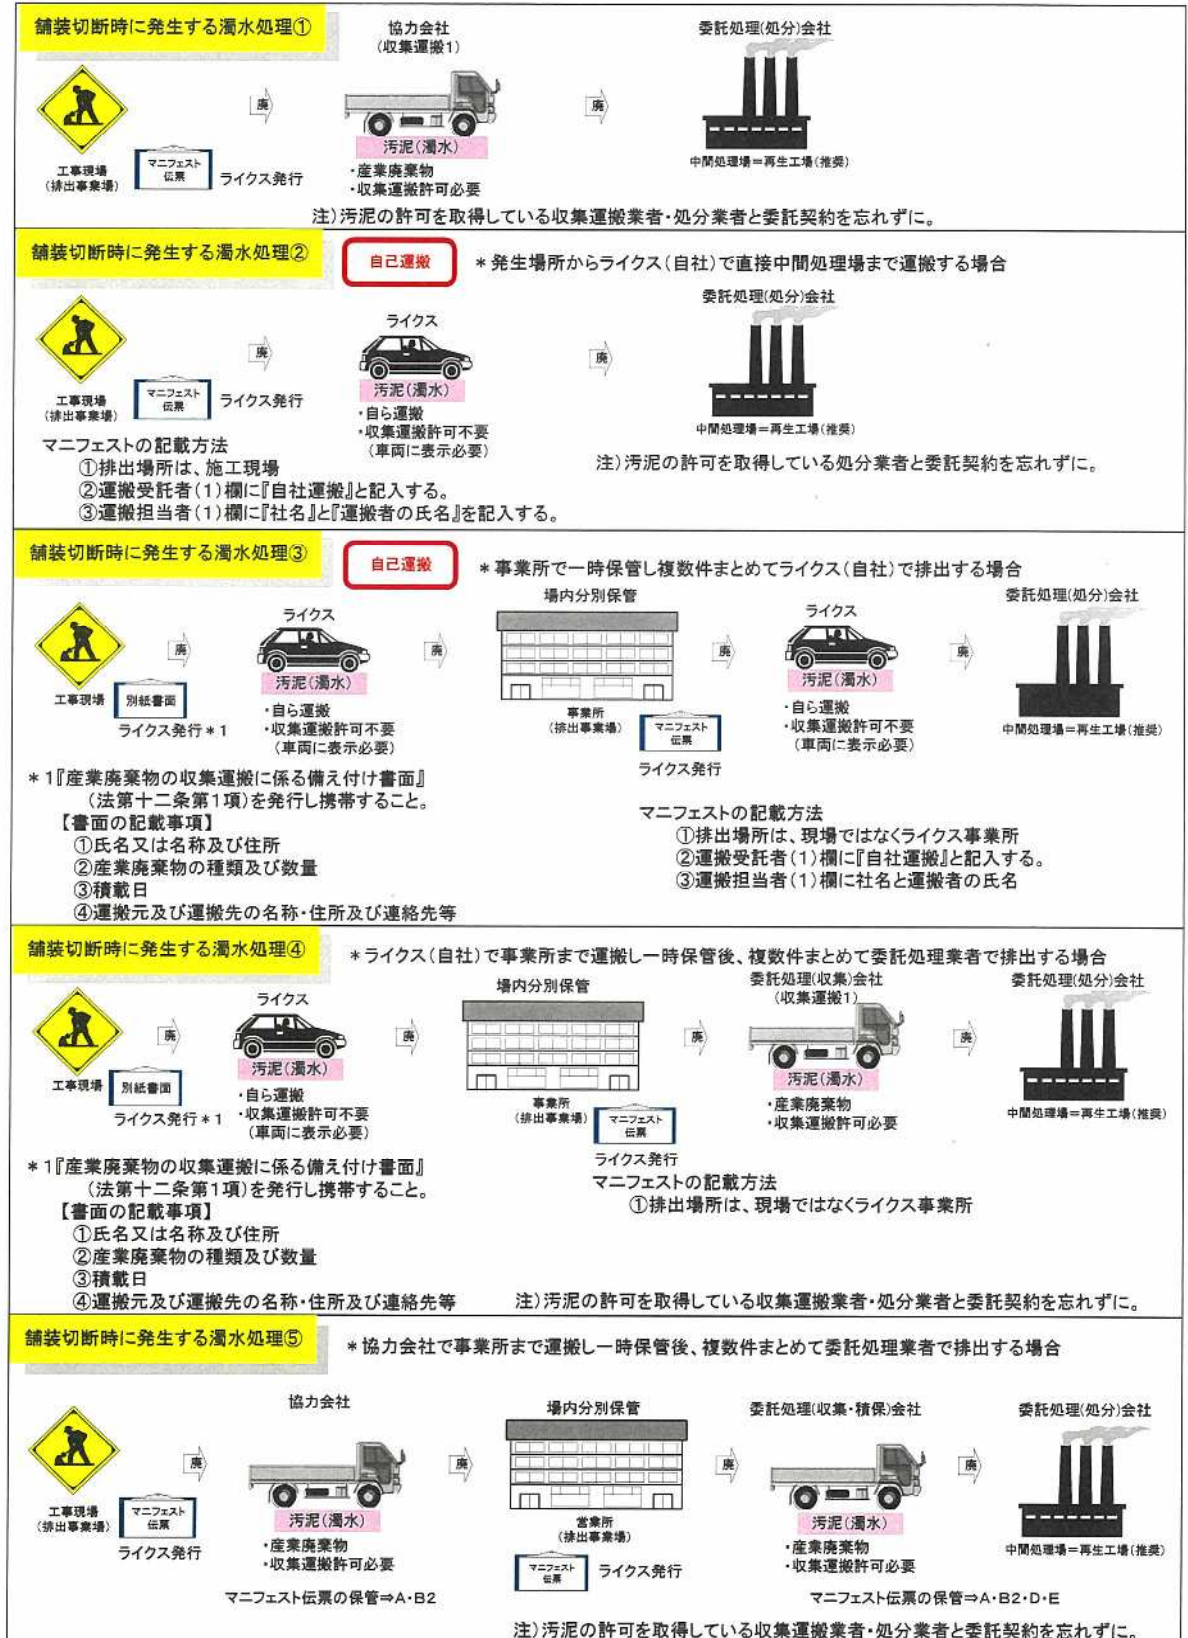 舗装切断時に発生する濁水処理①
協力会社
(収集運搬1)
委託処理(処分)会社
廃
廃
汚泥(濁水)
工事現場
(排出事業場)
マニフェスト
伝票
ライクス発行
・産業廃棄物
・収集運搬許可必要
中間処理場=再生工場(推奨)
注)汚泥の許可を取得している収集運搬業者・処分業者と委託契約を忘れずに。
舗装切断時に発生する濁水処理②
自己運搬
*発生場所からライクス(自社)で直接中間処理場まで運搬する場合
委託処理(処分)会社
ライクス
廃
廃
汚泥(濁水)
工事現場
(排出事業場)
マニフェスト
伝票
ライクス発行
・自ら運搬
・収集運搬許可不要
(車両に表示必要)
中間処理場=再生工場(推奨)
マニフェストの記載方法
①排出場所は、施工現場
②運搬受託者(1)欄に『自社運搬』と記入する。
③運搬担当者(1)欄に『社名』と『運搬者の氏名』を記入する。
注)汚泥の許可を取得している処分業者と委託契約を忘れずに。
舗装切断時に発生する濁水処理③
自己運搬
*事業所で一時保管し複数件まとめてライクス(自社)で排出する場合
ライクス
場内分別保管
ライクス
委託処理(処分)会社
廃
廃
廃
廃
汚泥(濁水)
汚泥(濁水)
工事現場
別紙書面
ライクス発行*1
・自ら運搬
・収集運搬許可不要
(車両に表示必要)
事業所
(排出事業場)
マニフェスト
伝票
ライクス発行
・自ら運搬
・収集運搬許可不要
(車両に表示必要)
中間処理場=再生工場(推奨)
*1『産業廃棄物の収集運搬に係る備え付け書面』
(法第十二条第1項)を発行し携帯すること。
【書面の記載事項】
①氏名又は名称及び住所
②産業廃棄物の種類及び数量
③積載日
④運搬元及び運搬先の名称・住所及び連絡先等
マニフェストの記載方法
①排出場所は、現場ではなくライクス事業所
②運搬受託者(1)欄に『自社運搬』と記入する。
③運搬担当者(1)欄に社名と運搬者の氏名
舗装切断時に発生する濁水処理④
*ライクス(自社)で事業所まで運搬し一時保管後、複数件まとめて委託処理業者で排出する場合
ライクス
場内分別保管
委託処理(収集)会社
(収集運搬1)
委託処理(処分)会社
廃
廃
廃
廃
汚泥(濁水)
汚泥(濁水)
工事現場
別紙書面
ライクス発行*1
・自ら運搬
・収集運搬許可不要
(車両に表示必要)
事業所
(排出事業場)
マニフェスト
伝票
ライクス発行
・産業廃棄物
・収集運搬許可必要
中間処理場=再生工場(推奨)
*1『産業廃棄物の収集運搬に係る備え付け書面』
(法第十二条第1項)を発行し携帯すること。
【書面の記載事項】
①氏名又は名称及び住所
②産業廃棄物の種類及び数量
③積載日
④運搬元及び運搬先の名称・住所及び連絡先等
マニフェストの記載方法
①排出場所は、現場ではなくライクス事業所
注)汚泥の許可を取得している収集運搬業者・処分業者と委託契約を忘れずに。
舗装切断時に発生する濁水処理⑤
*協力会社で事業所まで運搬し一時保管後、複数件まとめて委託処理業者で排出する場合
協力会社
場内分別保管
委託処理(収集・積保)会社
委託処理(処分)会社
廃
廃
廃
廃
汚泥(濁水)
汚泥(濁水)
工事現場
(排出事業場)
マニフェスト
伝票
ライクス発行
・産業廃棄物
・収集運搬許可必要
マニフェスト伝票の保管⇒A・B2
営業所
(排出事業場)
マニフェスト
伝票
ライクス発行
・産業廃棄物
・収集運搬許可必要
マニフェスト伝票の保管⇒A・B2・D・E
中間処理場=再生工場(推奨)
注)汚泥の許可を取得している収集運搬業者・処分業者と委託契約を忘れずに。